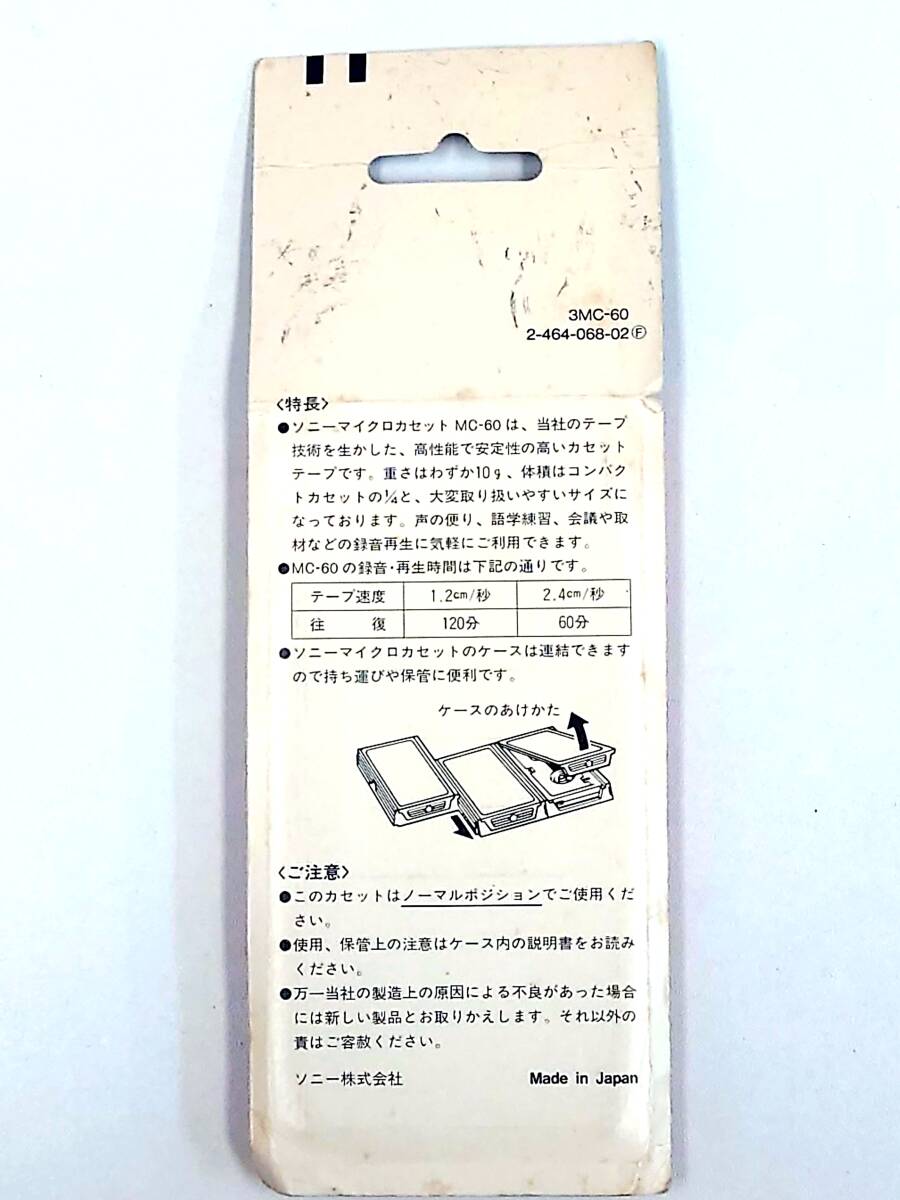 3MC-60
2-464-068-02Ⓕ
〈特長〉
●ソニーマイクロカセット MC-60 は、当社のテープ
技術を生かした、高性能で安定性の高いカセット
テープです。重さはわずか10g、体積はコンパク
トカセットの¼と、大変取り扱いやすいサイズに
なっております。声の便り、語学練習、会議や取
材などの録音再生に気軽にご利用できます。
●MC-60 の録音・再生時間は下記の通りです。
テープ速度 1.2cm/秒 2.4cm/秒
往 復 120分 60分
●ソニーマイクロカセットのケースは連結できます
ので持ち運びや保管に便利です。
ケースのあけかた
〈ご注意〉
●このカセットはノーマルポジションでご使用くだ
さい。
●使用、保管上の注意はケース内の説明書をお読み
ください。
●万一当社の製造上の原因による不良があった場合
には新しい製品とお取りかえします。それ以外の
責はご容赦ください。
ソニー株式会社 Made in Japan